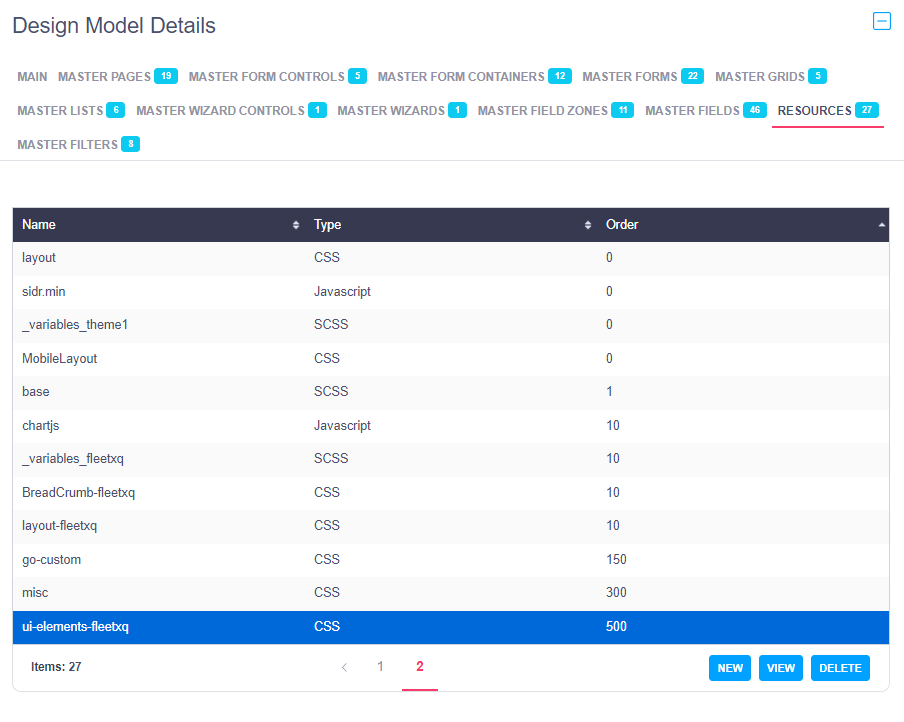 Design Model Details
MAIN MASTER PAGES 19 MASTER FORM CONTROLS 5 MASTER FORM CONTAINERS 12 MASTER FORMS 22 MASTER GRIDS 5
MASTER LISTS 6 MASTER WIZARD CONTROLS 1 MASTER WIZARDS 1 MASTER FIELD ZONES 11 MASTER FIELDS 46 RESOURCES 27
MASTER FILTERS 8
Name Type Order
layout CSS 0
sidr.min Javascript 0
_variables_theme1 SCSS 0
MobileLayout CSS 0
base SCSS 1
chartjs Javascript 10
_variables_fleetxq SCSS 10
BreadCrumb-fleetxq CSS 10
layout-fleetxq CSS 10
go-custom CSS 150
misc CSS 300
ui-elements-fleetxq CSS 500
Items: 27 < 1 2 NEW VIEW DELETE